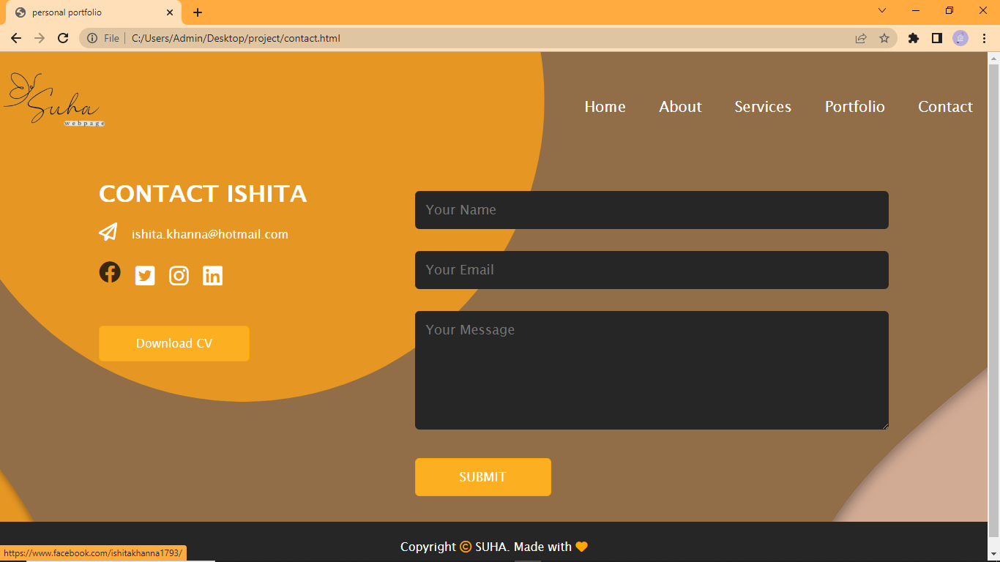 personal portfolio
File | C:/Users/Admin/Desktop/project/contact.html
Suha
webpage
Home About Services Portfolio Contact
CONTACT ISHITA
ishita.khanna@hotmail.com
Download CV
Your Name
Your Email
Your Message
SUBMIT
Copyright © SUHA. Made with
https://www.facebook.com/ishitakhanna1793/